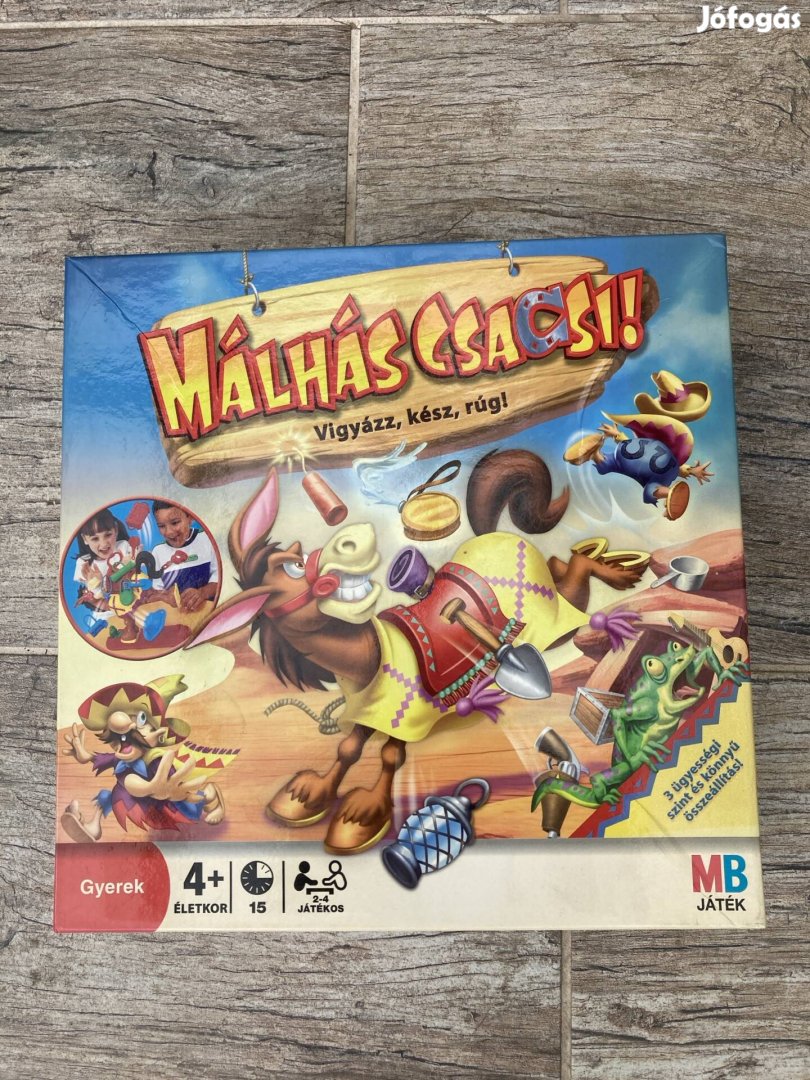 Jófogás
MÁLHÁS CSACSI!
Vigyázz, kész, rúg!
3 ügyességi
szint és könnyű
összeállítás!
Gyerek
4+
ÉLETKOR
15
2-4
JÁTÉKOS
MB
JÁTÉK